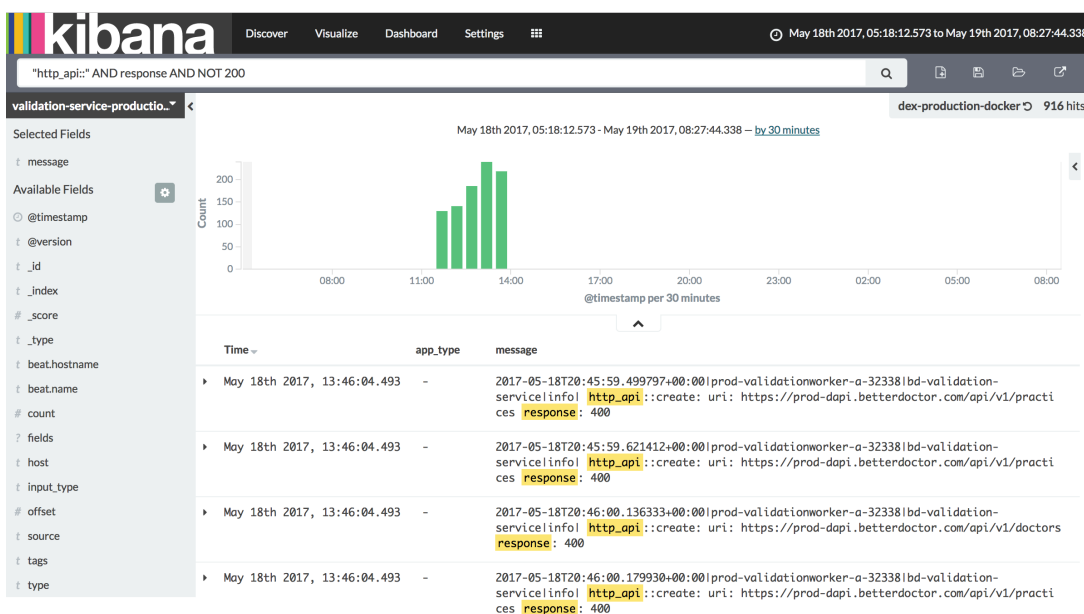 kibana
Discover Visualize Dashboard Settings
May 18th 2017, 05:18:12.573 to May 19th 2017, 08:27:44.338
"http_api::" AND response AND NOT 200
validation-service-productio..
dex-production-docker 916 hits
Selected Fields
t message
Available Fields
@timestamp
t @version
t _id
t _index
# _score
t _type
t beat.hostname
t beat.name
# count
? fields
t host
t input_type
# offset
t source
t tags
t type
May 18th 2017, 05:18:12.573 - May 19th 2017, 08:27:44.338 — by 30 minutes
Count
200
150
100
50
0
08:00 11:00 14:00 17:00 20:00 23:00 02:00 05:00 08:00
@timestamp per 30 minutes
Time app_type message
May 18th 2017, 13:46:04.493 - 2017-05-18T20:45:59.499797+00:00|prod-validationworker-a-32338|bd-validation-
service|info| http_api::create: uri: https://prod-dapi.betterdoctor.com/api/v1/practi
ces response: 400
May 18th 2017, 13:46:04.493 - 2017-05-18T20:45:59.621412+00:00|prod-validationworker-a-32338|bd-validation-
service|info| http_api::create: uri: https://prod-dapi.betterdoctor.com/api/v1/practi
ces response: 400
May 18th 2017, 13:46:04.493 - 2017-05-18T20:46:00.136333+00:00|prod-validationworker-a-32338|bd-validation-
service|info| http_api::create: uri: https://prod-dapi.betterdoctor.com/api/v1/doctors
response: 400
May 18th 2017, 13:46:04.493 - 2017-05-18T20:46:00.179930+00:00|prod-validationworker-a-32338|bd-validation-
service|info| http_api::create: uri: https://prod-dapi.betterdoctor.com/api/v1/practi
ces response: 400